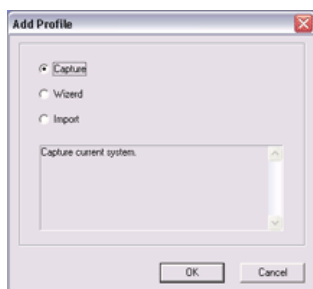 Add Profile
Capture
Wizerd
Import
Capture current system.
OK
Cancel